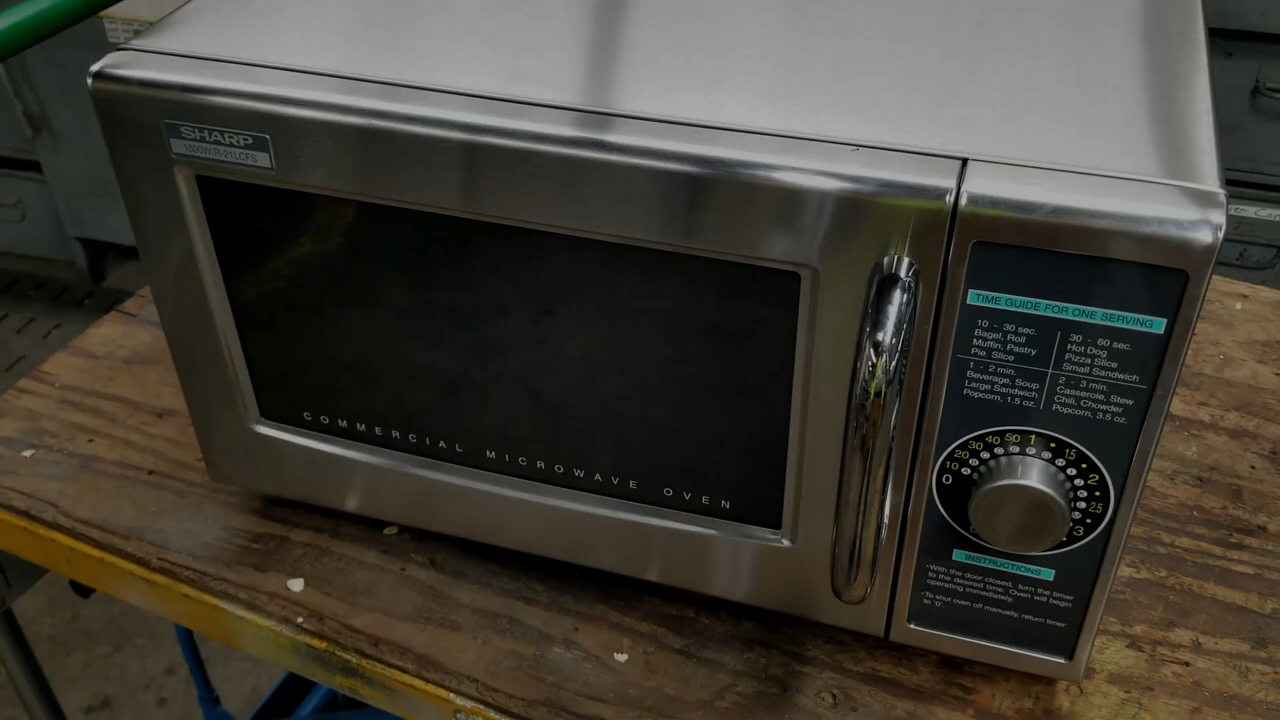 SHARP
1000W/R-21LCFS
COMMERCIAL MICROWAVE OVEN
TIME GUIDE FOR ONE SERVING
10 - 30 sec.
Bagel, Roll
Muffin, Pastry
Pie Slice
30 - 60 sec.
Hot Dog
Pizza Slice
Small Sandwich
1 - 2 min.
Beverage, Soup
Large Sandwich
Popcorn, 1.5 oz.
2 - 3 min.
Casserole, Stew
Chili, Chowder
Popcorn, 3.5 oz.
0 10 20 30 40 50 1 1.5 2 2.5 3
INSTRUCTIONS
•With the door closed, turn the timer
to the desired time. Oven will begin
operating immediately.
•To shut oven off manually, return timer
to "0".